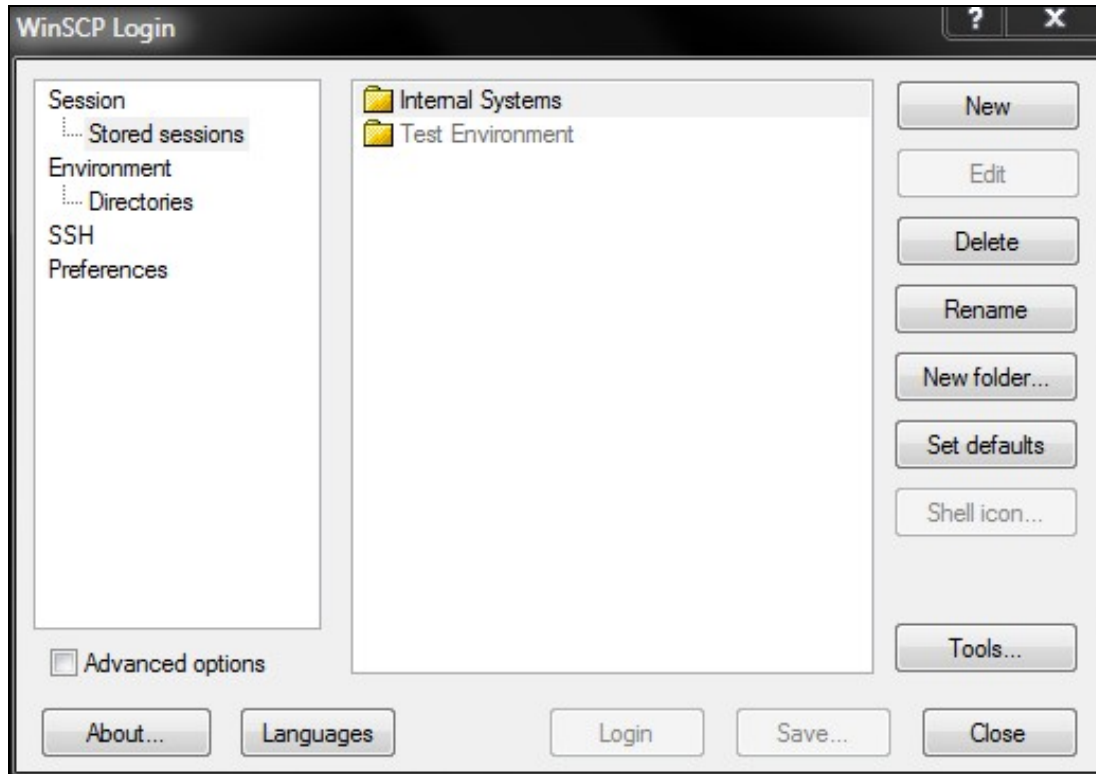 WinSCP Login
?
X
Session
Stored sessions
Environment
Directories
SSH
Preferences
Advanced options
Internal Systems
Test Environment
New
Edit
Delete
Rename
New folder...
Set defaults
Shell icon...
Tools...
About...
Languages
Login
Save...
Close